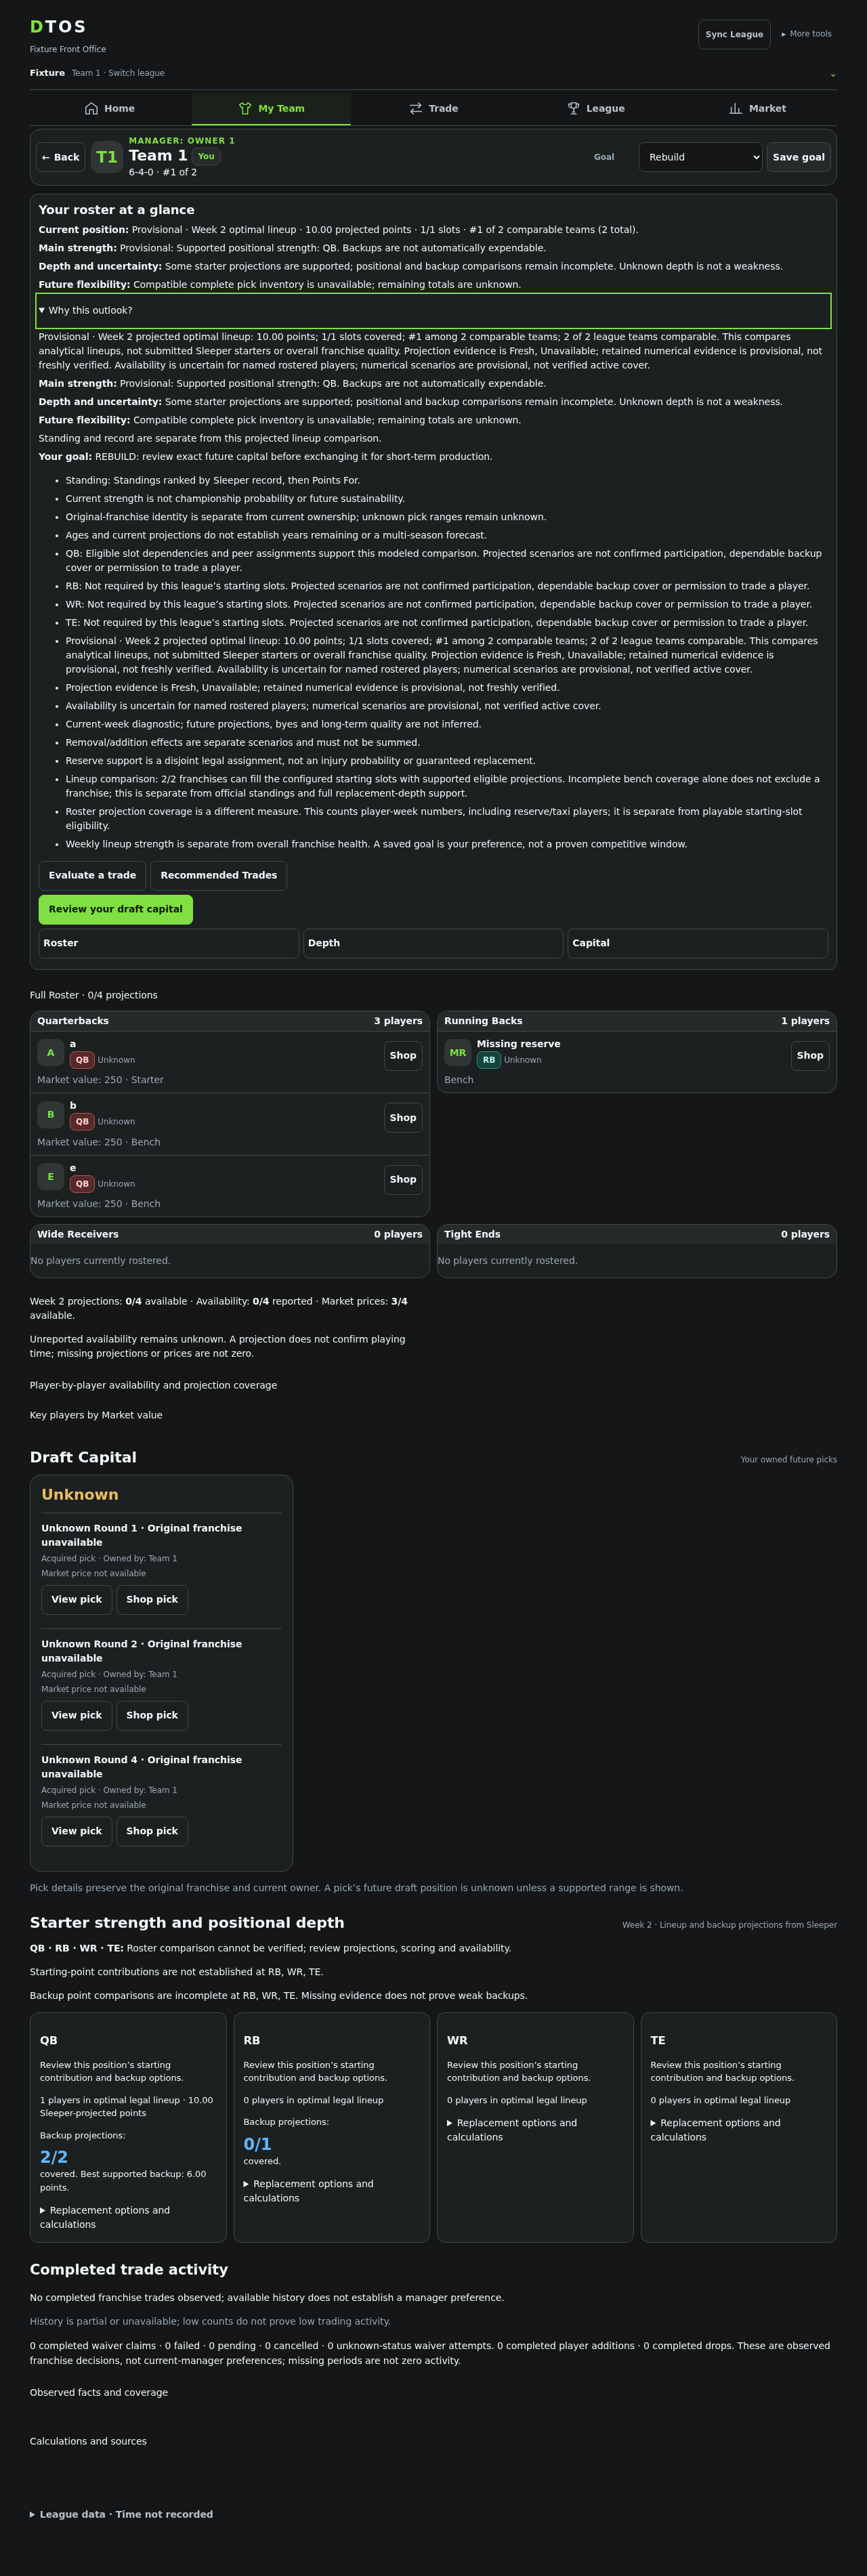 DTOS
Fixture Front Office
Sync League
▸ More tools
Fixture Team 1 · Switch league
Home
My Team
Trade
League
Market
← Back
T1
MANAGER: OWNER 1
Team 1 You
6-4-0 · #1 of 2
Goal
Rebuild
Save goal
Your roster at a glance
Current position: Provisional · Week 2 optimal lineup · 10.00 projected points · 1/1 slots · #1 of 2 comparable teams (2 total).
Main strength: Provisional: Supported positional strength: QB. Backups are not automatically expendable.
Depth and uncertainty: Some starter projections are supported; positional and backup comparisons remain incomplete. Unknown depth is not a weakness.
Future flexibility: Compatible complete pick inventory is unavailable; remaining totals are unknown.
▼ Why this outlook?
Provisional · Week 2 projected optimal lineup: 10.00 points; 1/1 slots covered; #1 among 2 comparable teams; 2 of 2 league teams comparable. This compares
analytical lineups, not submitted Sleeper starters or overall franchise quality. Projection evidence is Fresh, Unavailable; retained numerical evidence is provisional, not
freshly verified. Availability is uncertain for named rostered players; numerical scenarios are provisional, not verified active cover.
Main strength: Provisional: Supported positional strength: QB. Backups are not automatically expendable.
Depth and uncertainty: Some starter projections are supported; positional and backup comparisons remain incomplete. Unknown depth is not a weakness.
Future flexibility: Compatible complete pick inventory is unavailable; remaining totals are unknown.
Standing and record are separate from this projected lineup comparison.
Your goal: REBUILD: review exact future capital before exchanging it for short-term production.
• Standing: Standings ranked by Sleeper record, then Points For.
• Current strength is not championship probability or future sustainability.
• Original-franchise identity is separate from current ownership; unknown pick ranges remain unknown.
• Ages and current projections do not establish years remaining or a multi-season forecast.
• QB: Eligible slot dependencies and peer assignments support this modeled comparison. Projected scenarios are not confirmed participation, dependable backup
cover or permission to trade a player.
• RB: Not required by this league's starting slots. Projected scenarios are not confirmed participation, dependable backup cover or permission to trade a player.
• WR: Not required by this league's starting slots. Projected scenarios are not confirmed participation, dependable backup cover or permission to trade a player.
• TE: Not required by this league's starting slots. Projected scenarios are not confirmed participation, dependable backup cover or permission to trade a player.
• Provisional · Week 2 projected optimal lineup: 10.00 points; 1/1 slots covered; #1 among 2 comparable teams; 2 of 2 league teams comparable. This compares
analytical lineups, not submitted Sleeper starters or overall franchise quality. Projection evidence is Fresh, Unavailable; retained numerical evidence is
provisional, not freshly verified. Availability is uncertain for named rostered players; numerical scenarios are provisional, not verified active cover.
• Projection evidence is Fresh, Unavailable; retained numerical evidence is provisional, not freshly verified.
• Availability is uncertain for named rostered players; numerical scenarios are provisional, not verified active cover.
• Current-week diagnostic; future projections, byes and long-term quality are not inferred.
• Removal/addition effects are separate scenarios and must not be summed.
• Reserve support is a disjoint legal assignment, not an injury probability or guaranteed replacement.
• Lineup comparison: 2/2 franchises can fill the configured starting slots with supported eligible projections. Incomplete bench coverage alone does not exclude a
franchise; this is separate from official standings and full replacement-depth support.
• Roster projection coverage is a different measure. This counts player-week numbers, including reserve/taxi players; it is separate from playable starting-slot
eligibility.
• Weekly lineup strength is separate from overall franchise health. A saved goal is your preference, not a proven competitive window.
Evaluate a trade
Recommended Trades
Review your draft capital
Roster
Depth
Capital
Full Roster · 0/4 projections
Quarterbacks 3 players
A
a
QB Unknown
Shop
Market value: 250 · Starter
B
b
QB Unknown
Shop
Market value: 250 · Bench
E
e
QB Unknown
Shop
Market value: 250 · Bench
Running Backs 1 players
MR
Missing reserve
RB Unknown
Shop
Bench
Wide Receivers 0 players
No players currently rostered.
Tight Ends 0 players
No players currently rostered.
Week 2 projections: 0/4 available · Availability: 0/4 reported · Market prices: 3/4
available.
Unreported availability remains unknown. A projection does not confirm playing
time; missing projections or prices are not zero.
Player-by-player availability and projection coverage
Key players by Market value
Draft Capital
Your owned future picks
Unknown
Unknown Round 1 · Original franchise
unavailable
Acquired pick · Owned by: Team 1
Market price not available
View pick
Shop pick
Unknown Round 2 · Original franchise
unavailable
Acquired pick · Owned by: Team 1
Market price not available
View pick
Shop pick
Unknown Round 4 · Original franchise
unavailable
Acquired pick · Owned by: Team 1
Market price not available
View pick
Shop pick
Pick details preserve the original franchise and current owner. A pick's future draft position is unknown unless a supported range is shown.
Starter strength and positional depth
Week 2 · Lineup and backup projections from Sleeper
QB · RB · WR · TE: Roster comparison cannot be verified; review projections, scoring and availability.
Starting-point contributions are not established at RB, WR, TE.
Backup point comparisons are incomplete at RB, WR, TE. Missing evidence does not prove weak backups.
QB
Review this position's starting
contribution and backup options.
1 players in optimal legal lineup · 10.00
Sleeper-projected points
Backup projections:
2/2
covered. Best supported backup: 6.00
points.
▶ Replacement options and
calculations
RB
Review this position's starting
contribution and backup options.
0 players in optimal legal lineup
Backup projections:
0/1
covered.
▶ Replacement options and
calculations
WR
Review this position's starting
contribution and backup options.
0 players in optimal legal lineup
▶ Replacement options and
calculations
TE
Review this position's starting
contribution and backup options.
0 players in optimal legal lineup
▶ Replacement options and
calculations
Completed trade activity
No completed franchise trades observed; available history does not establish a manager preference.
History is partial or unavailable; low counts do not prove low trading activity.
0 completed waiver claims · 0 failed · 0 pending · 0 cancelled · 0 unknown-status waiver attempts. 0 completed player additions · 0 completed drops. These are observed
franchise decisions, not current-manager preferences; missing periods are not zero activity.
Observed facts and coverage
Calculations and sources
▶ League data · Time not recorded